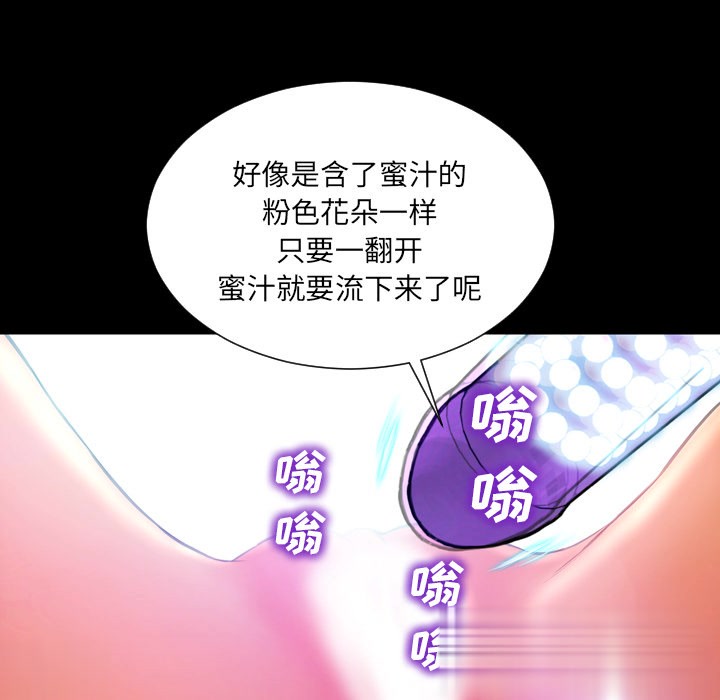 好像是含了蜜汁的
粉色花朵一样
只要一翻开
蜜汁就要流下来了呢
嗡
嗡
嗡
嗡
嗡
嗡